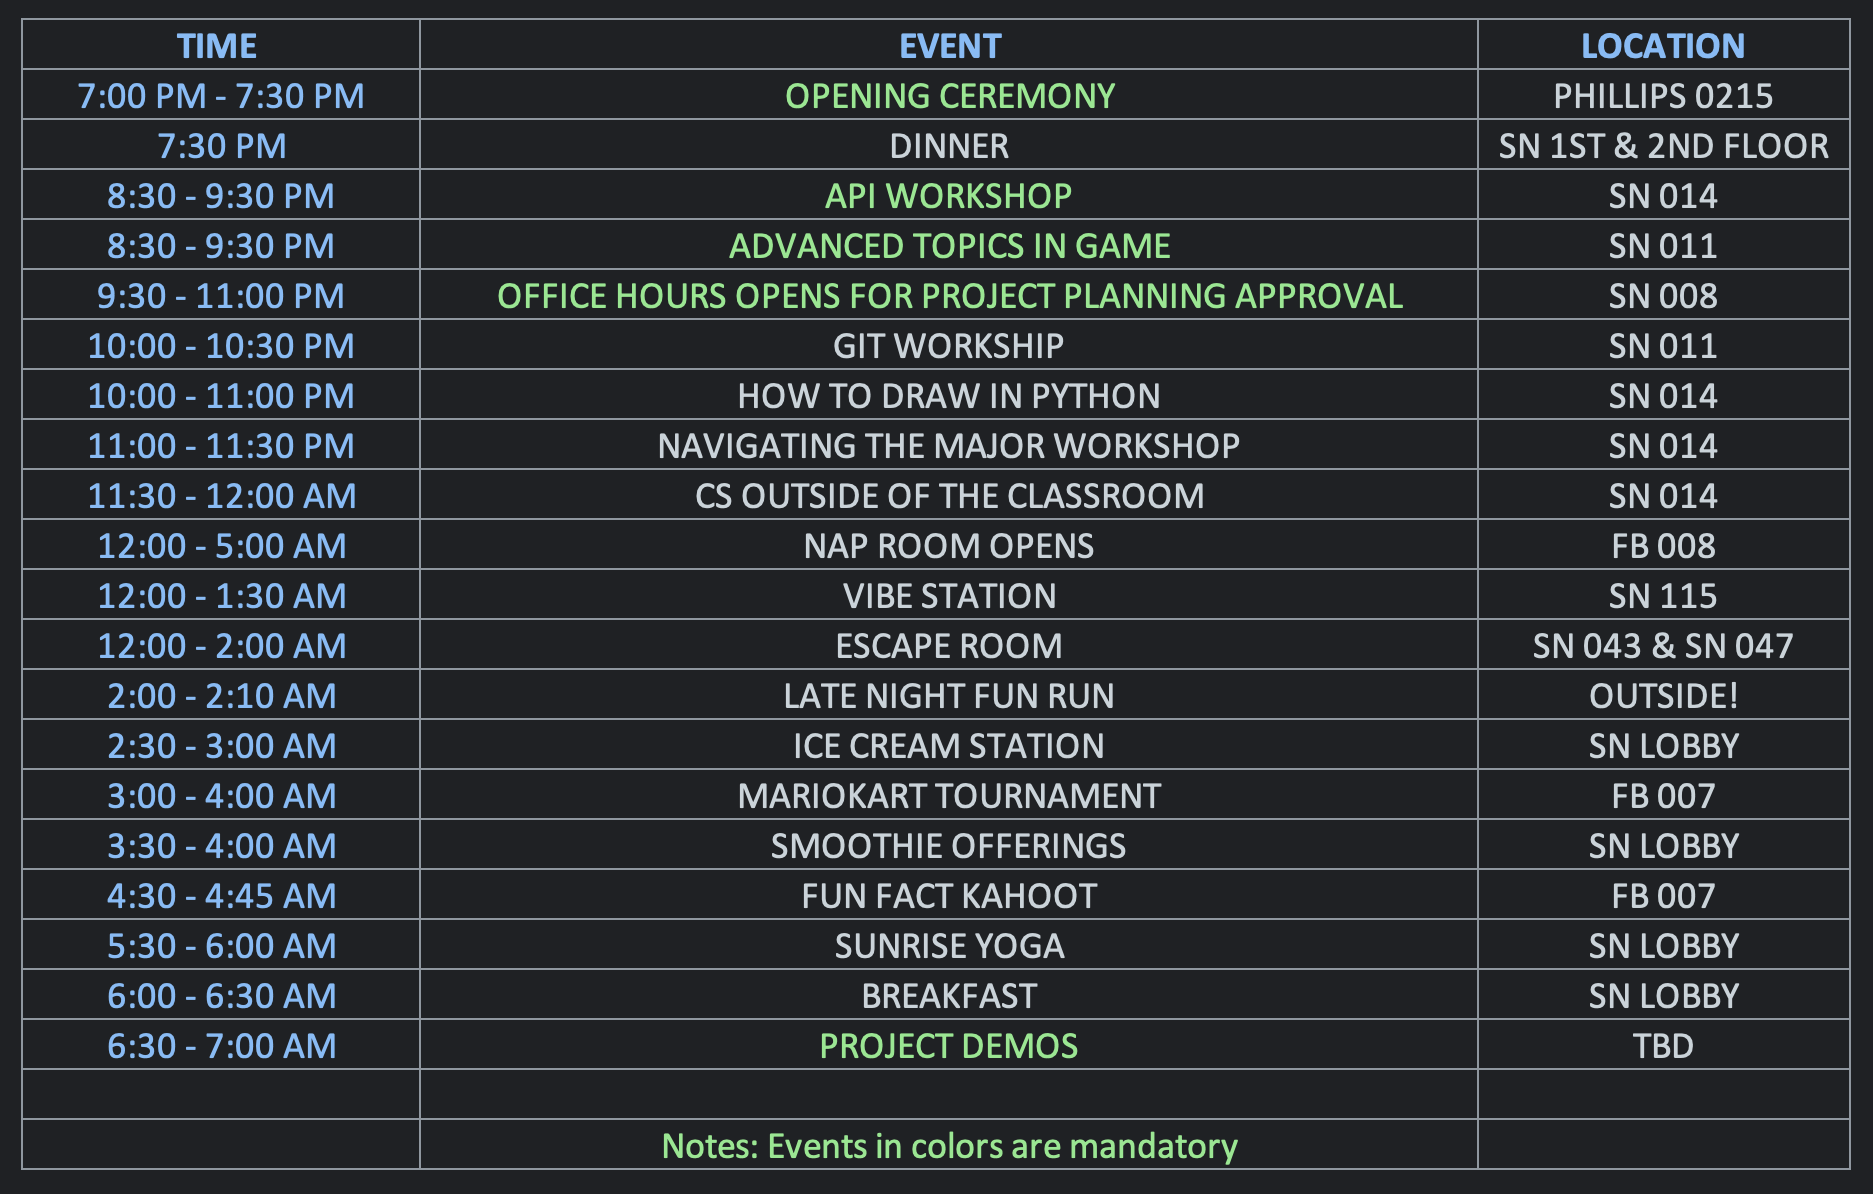 TIME EVENT LOCATION
7:00 PM - 7:30 PM OPENING CEREMONY PHILLIPS 0215
7:30 PM DINNER SN 1ST & 2ND FLOOR
8:30 - 9:30 PM API WORKSHOP SN 014
8:30 - 9:30 PM ADVANCED TOPICS IN GAME SN 011
9:30 - 11:00 PM OFFICE HOURS OPENS FOR PROJECT PLANNING APPROVAL SN 008
10:00 - 10:30 PM GIT WORKSHIP SN 011
10:00 - 11:00 PM HOW TO DRAW IN PYTHON SN 014
11:00 - 11:30 PM NAVIGATING THE MAJOR WORKSHOP SN 014
11:30 - 12:00 AM CS OUTSIDE OF THE CLASSROOM SN 014
12:00 - 5:00 AM NAP ROOM OPENS FB 008
12:00 - 1:30 AM VIBE STATION SN 115
12:00 - 2:00 AM ESCAPE ROOM SN 043 & SN 047
2:00 - 2:10 AM LATE NIGHT FUN RUN OUTSIDE!
2:30 - 3:00 AM ICE CREAM STATION SN LOBBY
3:00 - 4:00 AM MARIOKART TOURNAMENT FB 007
3:30 - 4:00 AM SMOOTHIE OFFERINGS SN LOBBY
4:30 - 4:45 AM FUN FACT KAHOOT FB 007
5:30 - 6:00 AM SUNRISE YOGA SN LOBBY
6:00 - 6:30 AM BREAKFAST SN LOBBY
6:30 - 7:00 AM PROJECT DEMOS TBD
Notes: Events in colors are mandatory